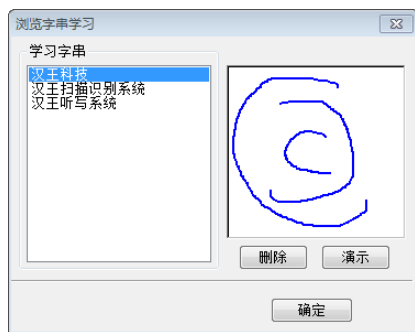 浏览字串学习
学习字串
汉王科技
汉王扫描识别系统
汉王听写系统
删除
演示
确定